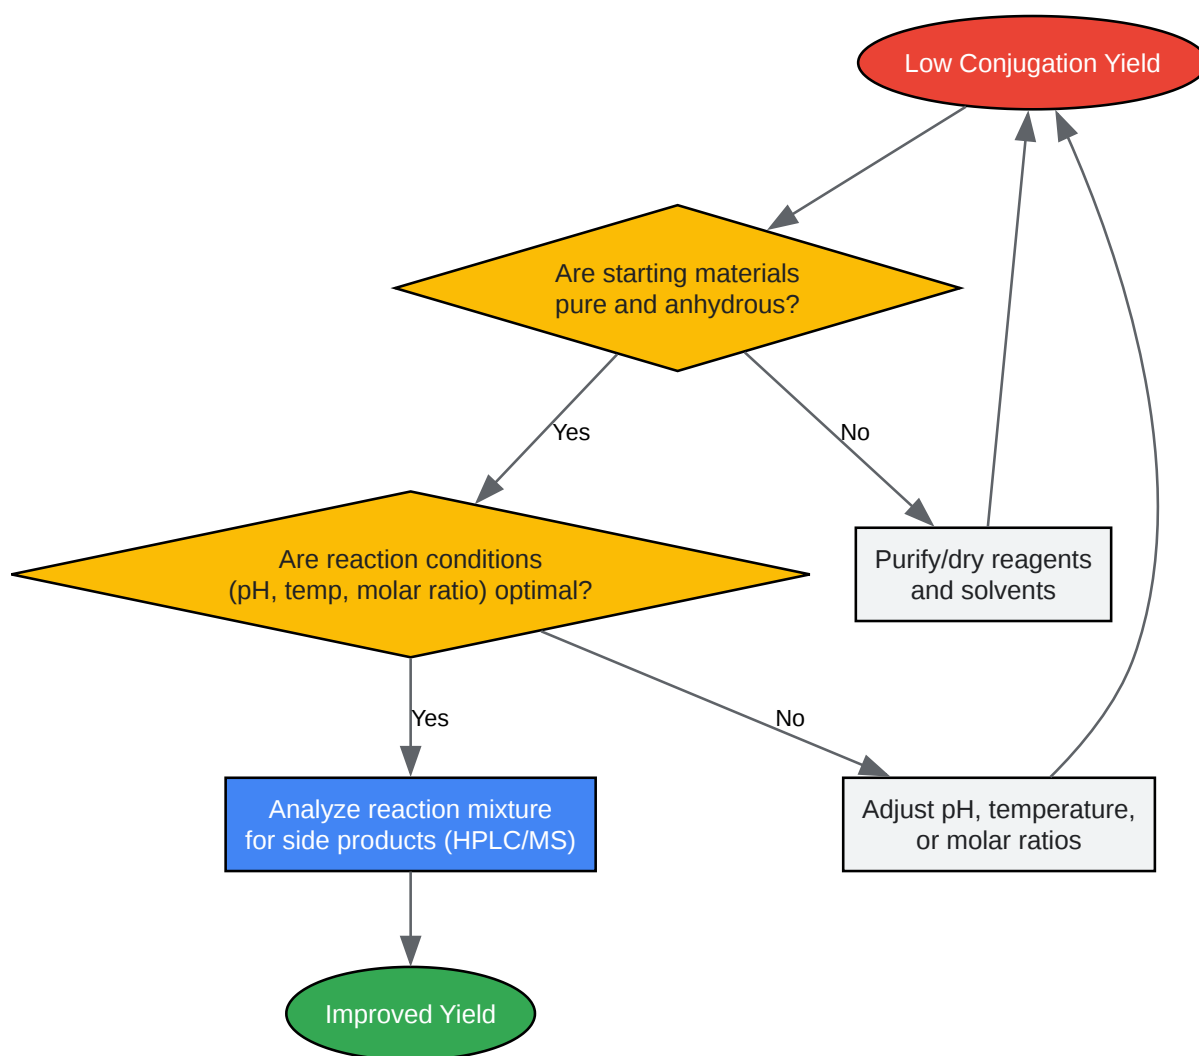 Low Conjugation Yield
Are starting materials
pure and anhydrous?
Yes
No
Are reaction conditions
(pH, temp, molar ratio) optimal?
Purify/dry reagents
and solvents
Yes
No
Analyze reaction mixture
for side products (HPLC/MS)
Adjust pH, temperature,
or molar ratios
Improved Yield